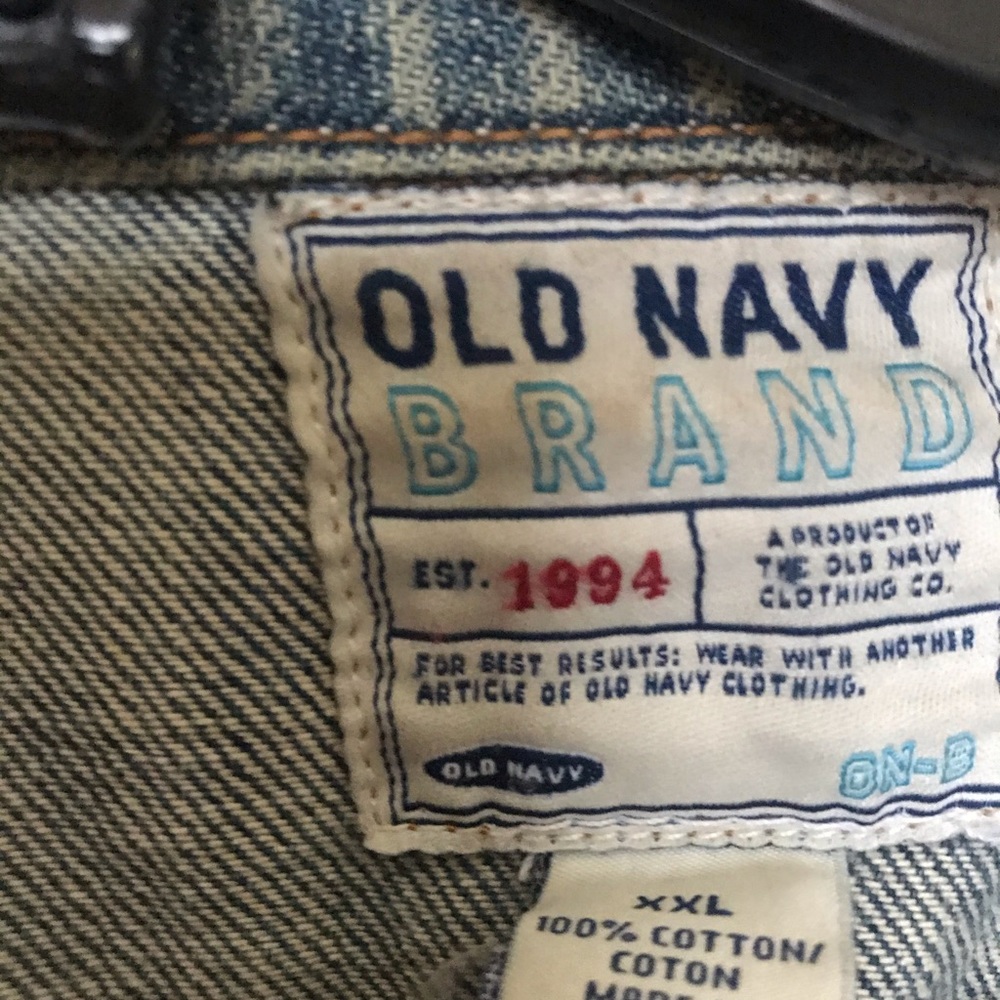 OLD NAVY
BRAND
EST. 1994
A PRODUCT OF
THE OLD NAVY
CLOTHING CO.
FOR BEST RESULTS: WEAR WITH ANOTHER
ARTICLE OF OLD NAVY CLOTHING.
OLD NAVY
ON-B
XXL
100% COTTON/
COTON